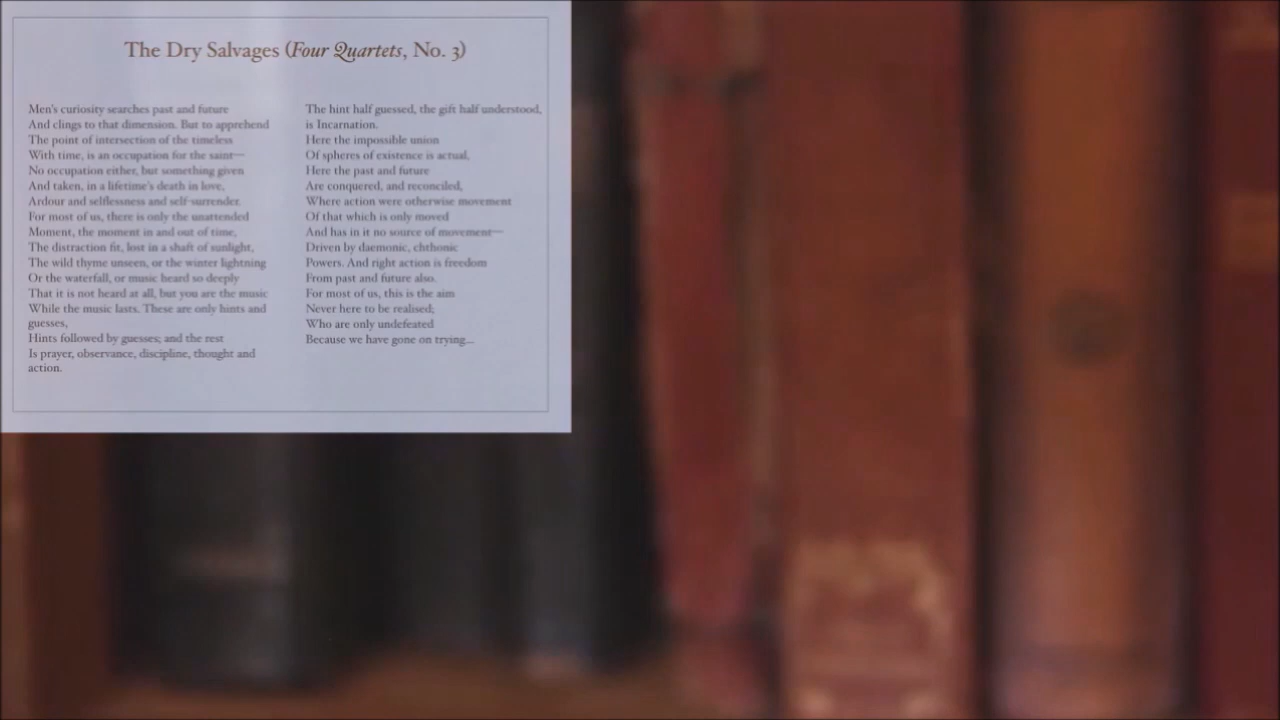 The Dry Salvages (Four Quartets, No. 3)
Men's curiosity searches past and future
And clings to that dimension. But to apprehend
The point of intersection of the timeless
With time, is an occupation for the saint—
No occupation either, but something given
And taken, in a lifetime's death in love,
Ardour and selflessness and self-surrender.
For most of us, there is only the unattended
Moment, the moment in and out of time,
The distraction fit, lost in a shaft of sunlight,
The wild thyme unseen, or the winter lightning
Or the waterfall, or music heard so deeply
That it is not heard at all, but you are the music
While the music lasts. These are only hints and
guesses,
Hints followed by guesses; and the rest
Is prayer, observance, discipline, thought and
action.
The hint half guessed, the gift half understood,
is Incarnation.
Here the impossible union
Of spheres of existence is actual,
Here the past and future
Are conquered, and reconciled,
Where action were otherwise movement
Of that which is only moved
And has in it no source of movement—
Driven by daemonic, chthonic
Powers. And right action is freedom
From past and future also.
For most of us, this is the aim
Never here to be realised;
Who are only undefeated
Because we have gone on trying...